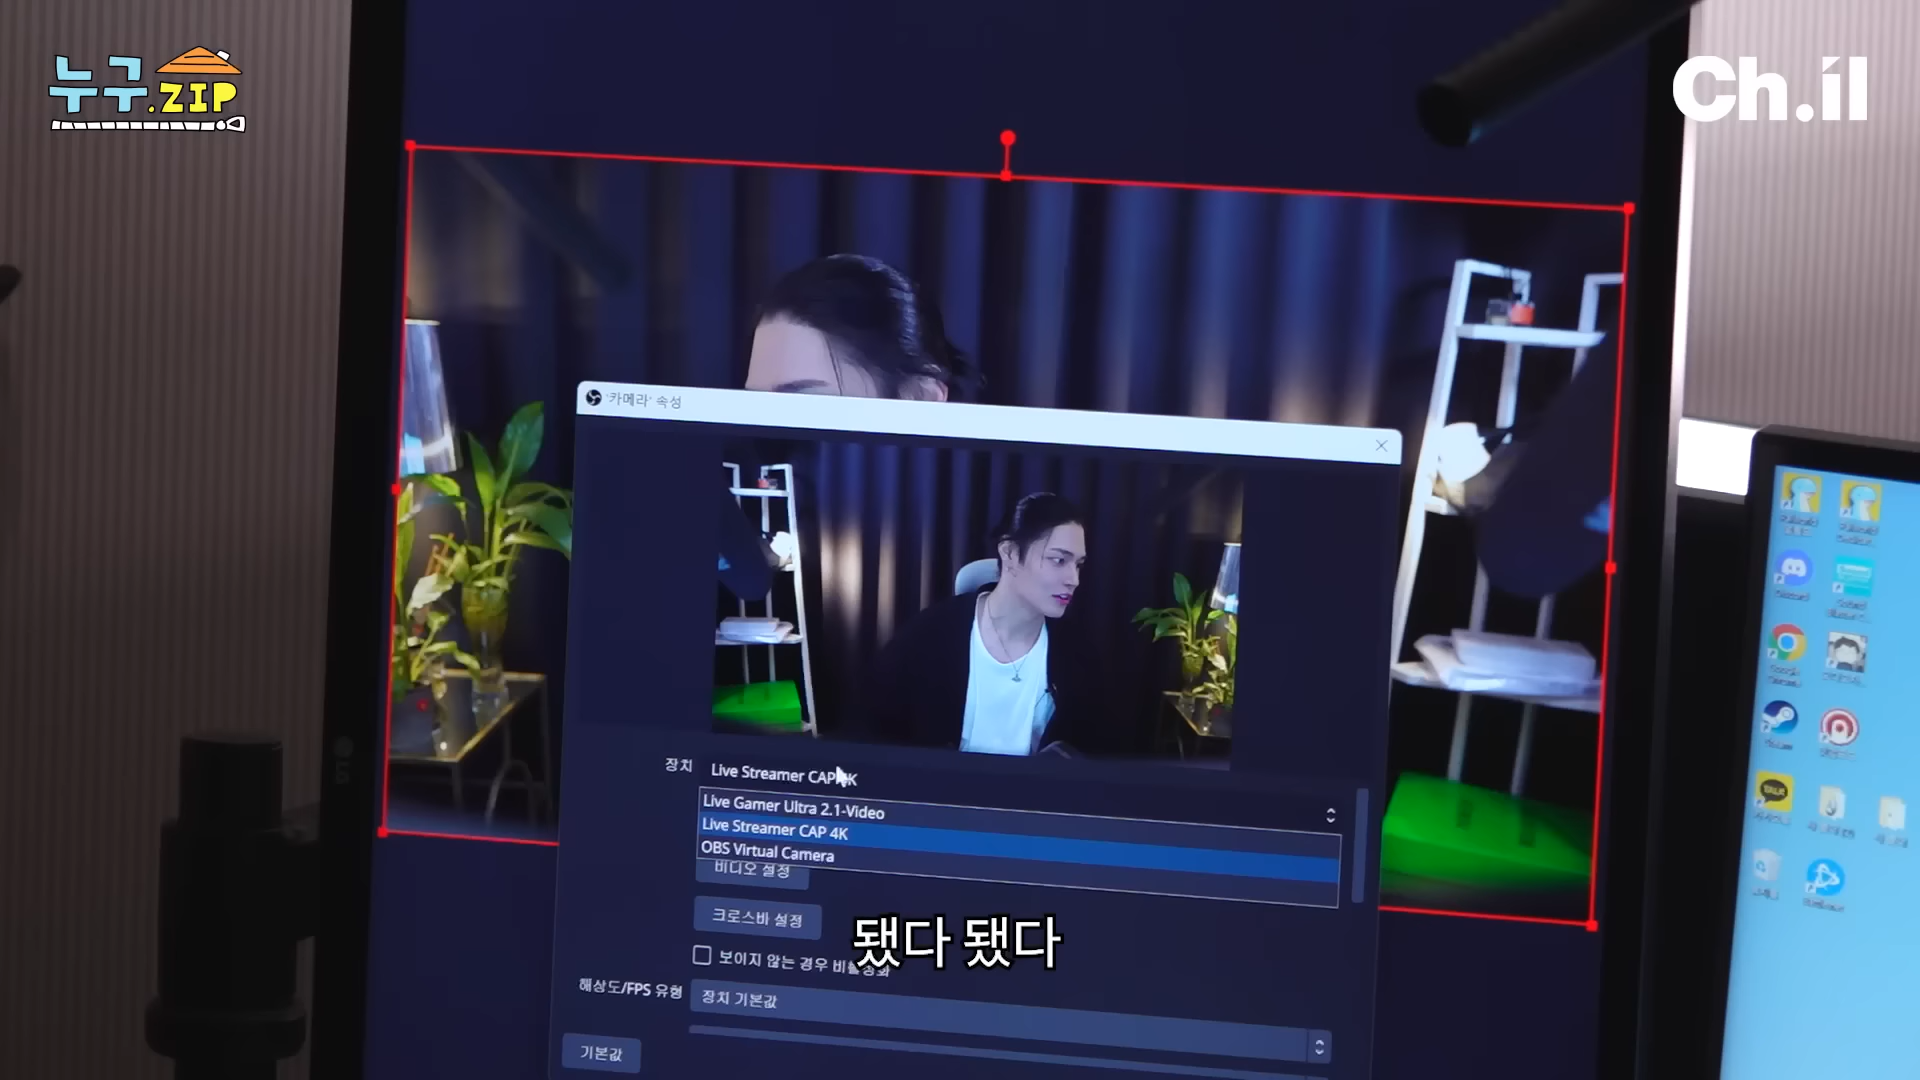 누구.ZIP
Ch.il
'카메라' 속성
장치
Live Streamer CAP 4K
Live Gamer Ultra 2.1-Video
Live Streamer CAP 4K
OBS Virtual Camera
비디오 설정
크로스바 설정
보이지 않는 경우 비활성화
해상도/FPS 유형
장치 기본값
기본값
됐다 됐다
LG
Discord
TALK